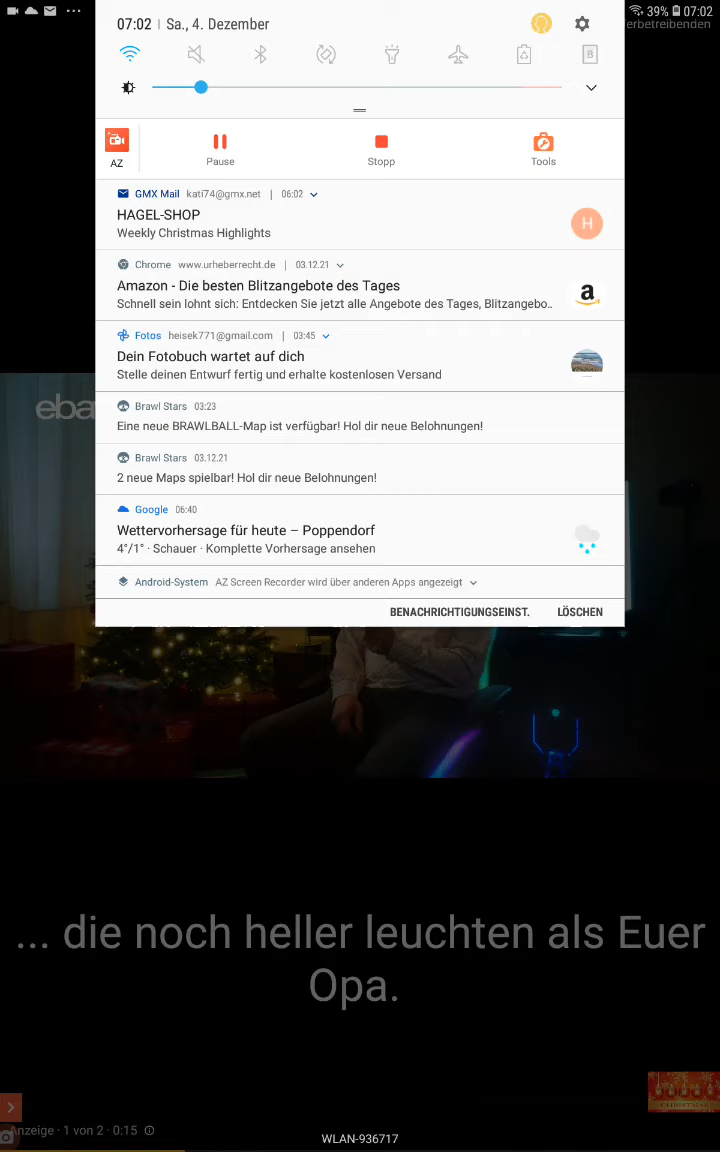 39% 07:02
07:02 | Sa., 4. Dezember
erbetreibenden
AZ
Pause
Stopp
Tools
GMX Mail kati74@gmx.net | 06:02
HAGEL-SHOP
Weekly Christmas Highlights
H
Chrome www.urheberrecht.de | 03.12.21
Amazon - Die besten Blitzangebote des Tages
Schnell sein lohnt sich: Entdecken Sie jetzt alle Angebote des Tages, Blitzangebo..
a
Fotos heisek771@gmail.com | 03:45
Dein Fotobuch wartet auf dich
Stelle deinen Entwurf fertig und erhalte kostenlosen Versand
eba
Brawl Stars 03:23
Eine neue BRAWLBALL-Map ist verfügbar! Hol dir neue Belohnungen!
Brawl Stars 03.12.21
2 neue Maps spielbar! Hol dir neue Belohnungen!
Google 06:40
Wettervorhersage für heute – Poppendorf
4°/1° · Schauer · Komplette Vorhersage ansehen
Android-System AZ Screen Recorder wird über anderen Apps angezeigt
BENACHRICHTIGUNGSEINST. LÖSCHEN
... die noch heller leuchten als Euer
Opa.
CHRISTMAS
Anzeige · 1 von 2 · 0:15
WLAN-936717